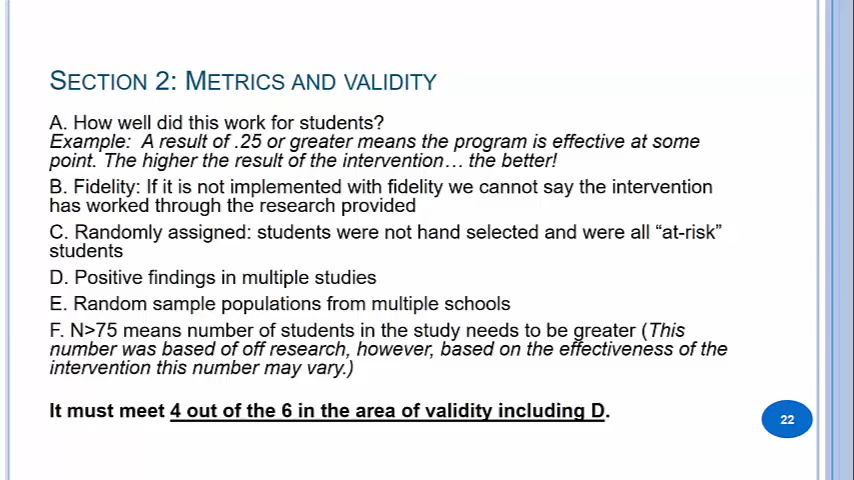 SECTION 2: METRICS AND VALIDITY
A. How well did this work for students?
Example: A result of .25 or greater means the program is effective at some
point. The higher the result of the intervention… the better!
B. Fidelity: If it is not implemented with fidelity we cannot say the intervention
has worked through the research provided
C. Randomly assigned: students were not hand selected and were all “at-risk”
students
D. Positive findings in multiple studies
E. Random sample populations from multiple schools
F. N>75 means number of students in the study needs to be greater (This
number was based of off research, however, based on the effectiveness of the
intervention this number may vary.)
It must meet 4 out of the 6 in the area of validity including D.
22